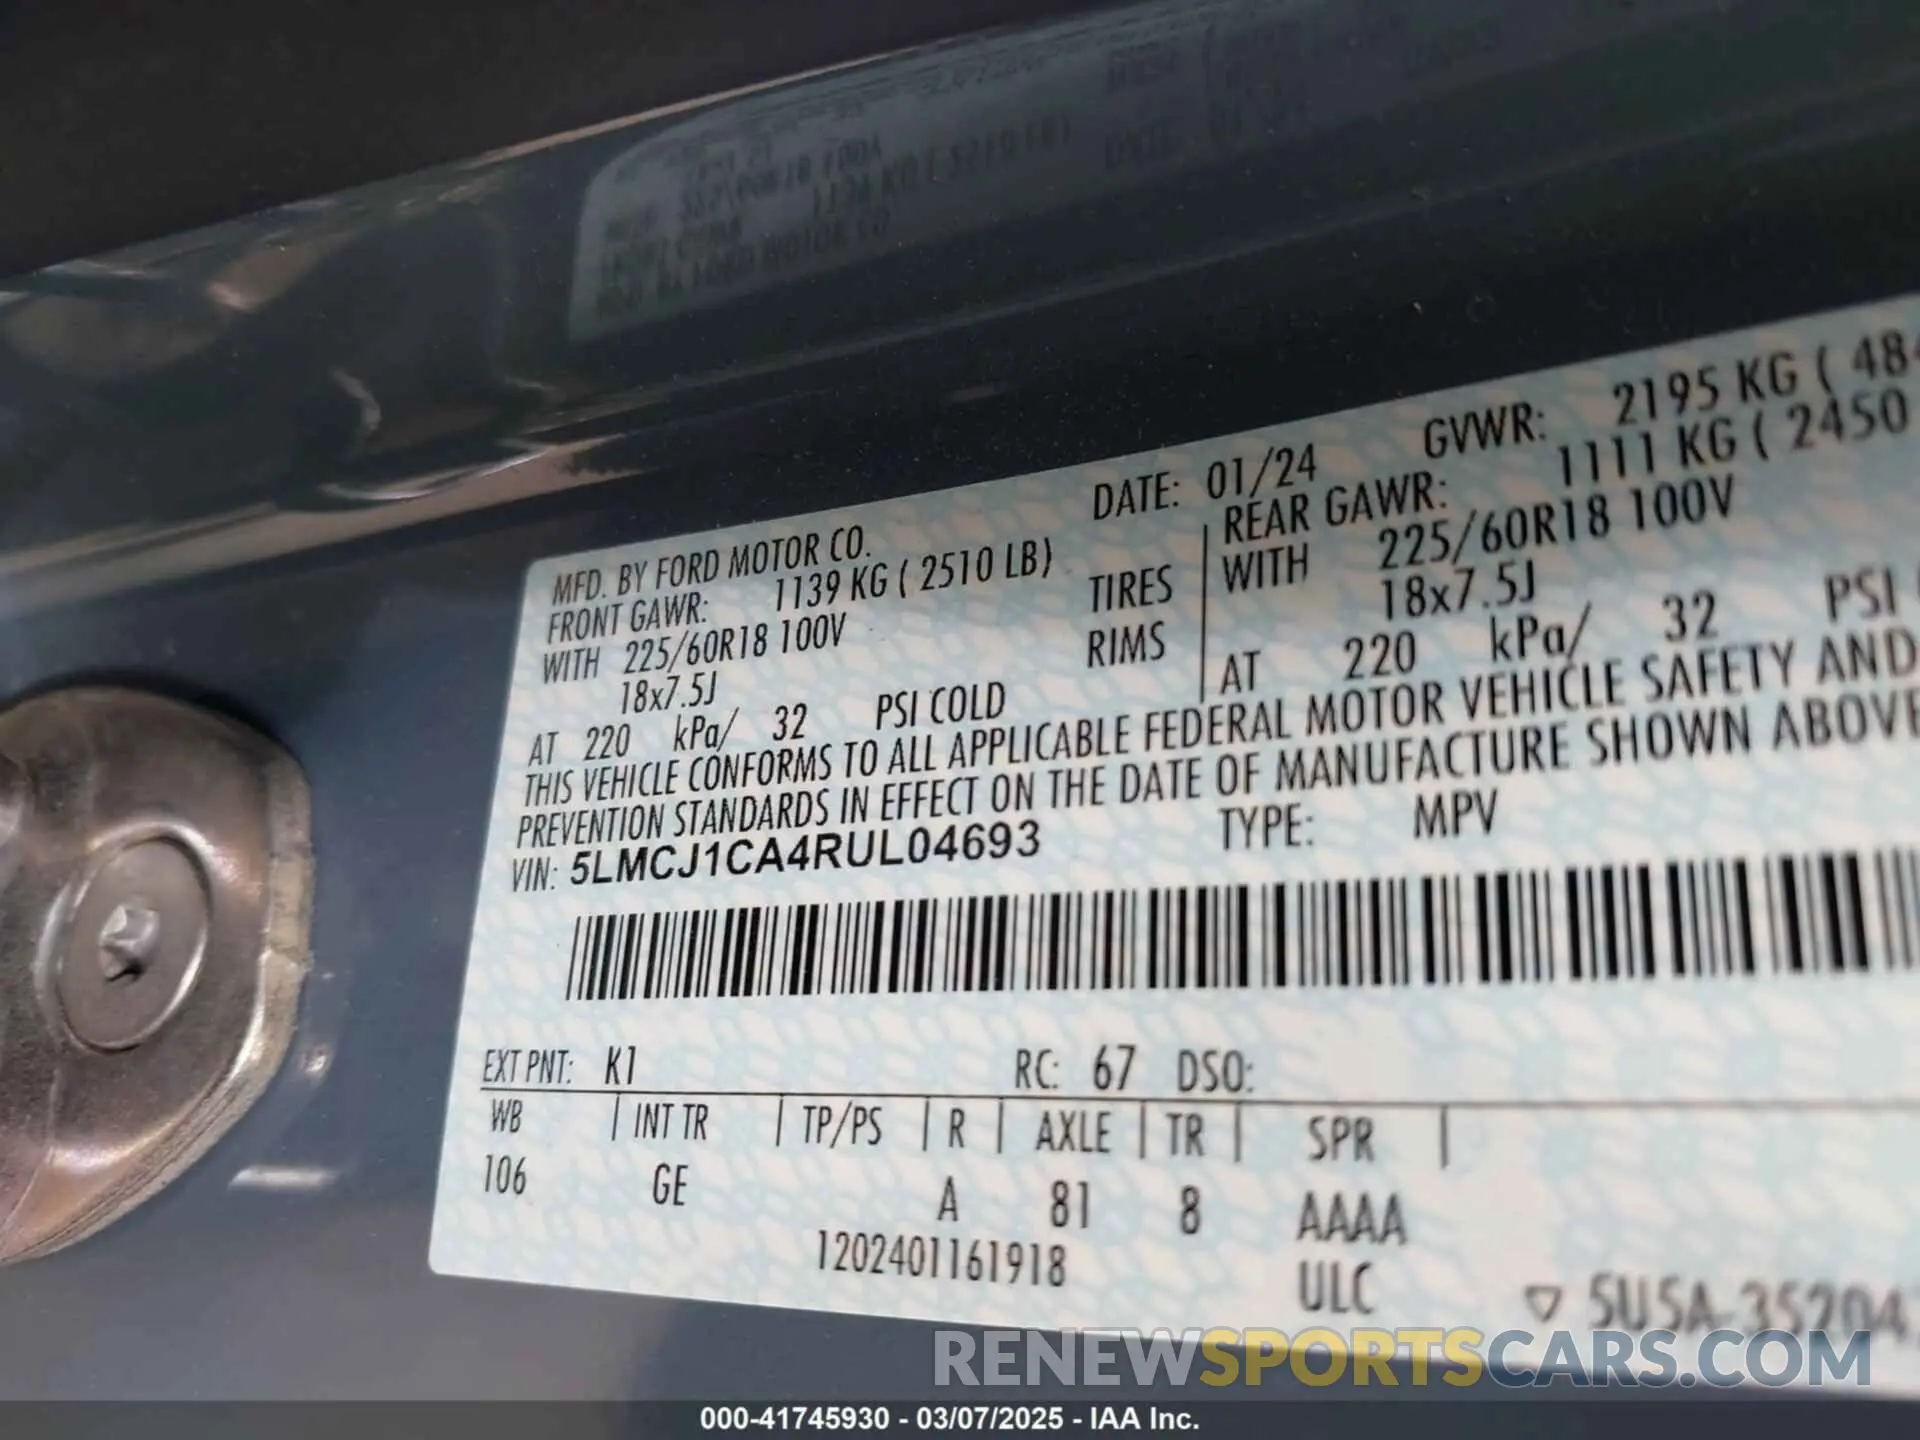 MFD. BY FORD MOTOR CO. DATE: 01/24 GVWR: 2195 KG ( 484
FRONT GAWR: 1139 KG ( 2510 LB) REAR GAWR: 1111 KG ( 2450
WITH 225/60R18 100V TIRES WITH 225/60R18 100V
18x7.5J RIMS 18x7.5J
AT 220 kPa/ 32 PSI COLD AT 220 kPa/ 32 PSI
THIS VEHICLE CONFORMS TO ALL APPLICABLE FEDERAL MOTOR VEHICLE SAFETY AND
PREVENTION STANDARDS IN EFFECT ON THE DATE OF MANUFACTURE SHOWN ABOVE
VIN: 5LMCJ1CA4RUL04693 TYPE: MPV
EXT PNT: K1 RC: 67 DSO:
WB | INT TR | TP/PS | R | AXLE | TR | SPR |
106 GE A 81 8 AAAA
1202401161918 ULC ▽ 5U5A-35204
RENEWSPORTSCARS.COM
000-41745930 - 03/07/2025 - IAA Inc.